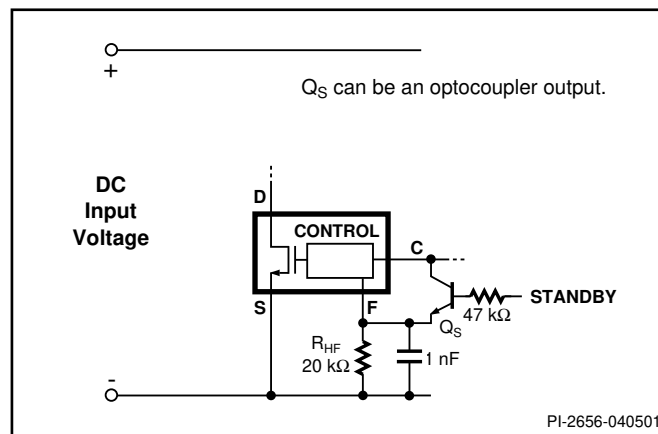 +
QS can be an optocoupler output.
DC
Input
Voltage
D
CONTROL
C
S
F
STANDBY
QS
47 kΩ
RHF
20 kΩ
1 nF
-
PI-2656-040501